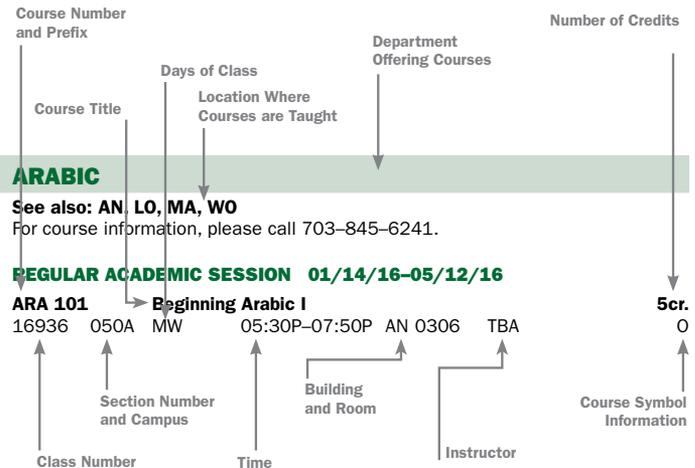 Course Number
and Prefix
Number of Credits
Department
Offering Courses
Days of Class
Location Where
Courses are Taught
Course Title
ARABIC
See also: AN, LO, MA, WO
For course information, please call 703–845–6241.
REGULAR ACADEMIC SESSION 01/14/16–05/12/16
ARA 101 Beginning Arabic I 5cr.
16936 050A MW 05:30P–07:50P AN 0306 TBA O
Section Number
and Campus
Building
and Room
Course Symbol
Information
Class Number
Time
Instructor